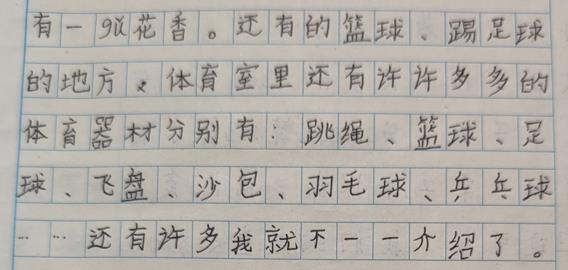 有一gǔ花香。还有的篮球、踢足球
的地方,体育室里还有许许多多的
体育器材分别有:跳绳、篮球、足
球、飞盘、沙包、羽毛球、乒乓球
……还有许多我就不一一介绍了。